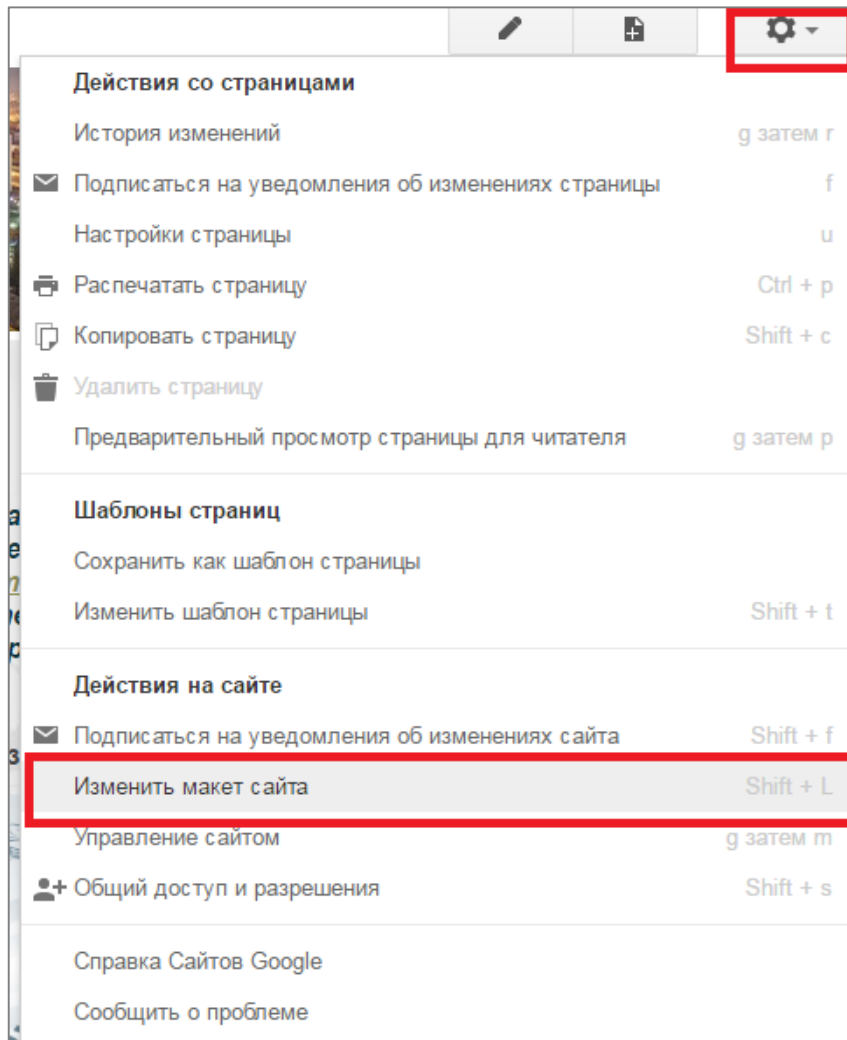 Действия со страницами
История изменений g затем r
Подписаться на уведомления об изменениях страницы f
Настройки страницы u
Распечатать страницу Ctrl + p
Копировать страницу Shift + c
Удалить страницу
Предварительный просмотр страницы для читателя g затем p
Шаблоны страниц
Сохранить как шаблон страницы
Изменить шаблон страницы Shift + t
Действия на сайте
Подписаться на уведомления об изменениях сайта Shift + f
Изменить макет сайта Shift + L
Управление сайтом g затем m
Общий доступ и разрешения Shift + s
Справка Сайтов Google
Сообщить о проблеме